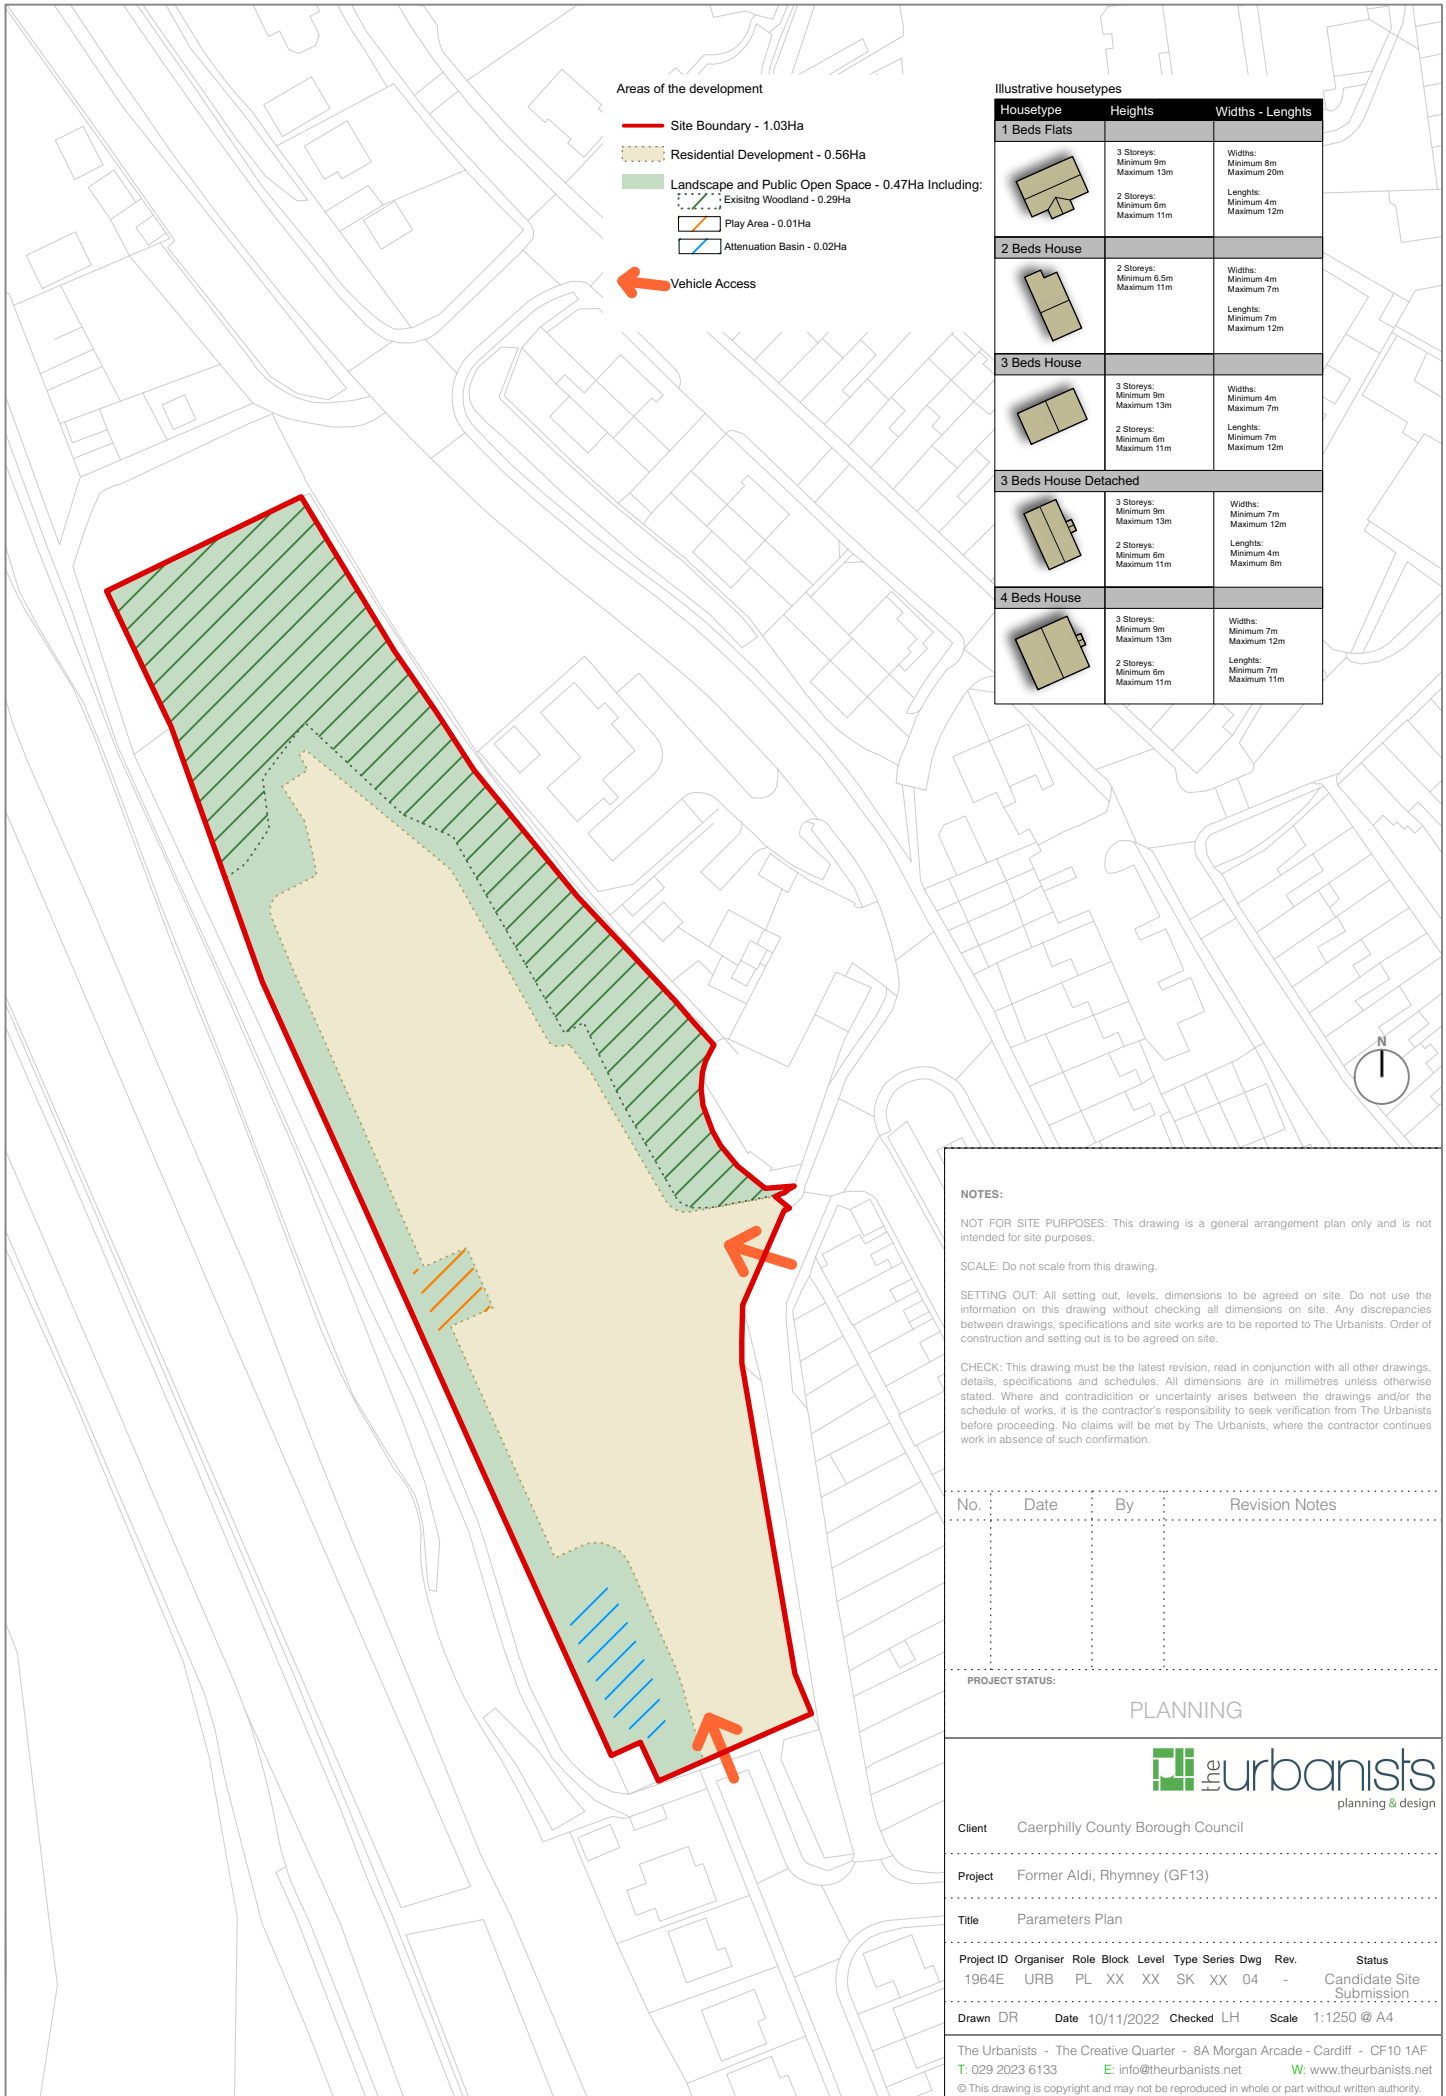 Areas of the development
Site Boundary - 1.03Ha
Residential Development - 0.56Ha
Landscape and Public Open Space - 0.47Ha Including:
Exisitng Woodland - 0.29Ha
Play Area - 0.01Ha
Attenuation Basin - 0.02Ha
Vehicle Access
Illustrative housetypes
Housetype Heights Widths - Lenghts
1 Beds Flats
3 Storeys:
Minimum 9m
Maximum 13m
2 Storeys:
Minimum 6m
Maximum 11m
Widths:
Minimum 8m
Maximum 20m
Lenghts:
Minimum 4m
Maximum 12m
2 Beds House
2 Storeys:
Minimum 6.5m
Maximum 11m
Widths:
Minimum 4m
Maximum 7m
Lenghts:
Minimum 7m
Maximum 12m
3 Beds House
3 Storeys:
Minimum 9m
Maximum 13m
2 Storeys:
Minimum 6m
Maximum 11m
Widths:
Minimum 4m
Maximum 7m
Lenghts:
Minimum 7m
Maximum 12m
3 Beds House Detached
3 Storeys:
Minimum 9m
Maximum 13m
2 Storeys:
Minimum 6m
Maximum 11m
Widths:
Minimum 7m
Maximum 12m
Lenghts:
Minimum 4m
Maximum 8m
4 Beds House
3 Storeys:
Minimum 9m
Maximum 13m
2 Storeys:
Minimum 6m
Maximum 11m
Widths:
Minimum 7m
Maximum 12m
Lenghts:
Minimum 7m
Maximum 11m
N
NOTES:
NOT FOR SITE PURPOSES: This drawing is a general arrangement plan only and is not
intended for site purposes.
SCALE: Do not scale from this drawing.
SETTING OUT: All setting out, levels, dimensions to be agreed on site. Do not use the
information on this drawing without checking all dimensions on site. Any discrepancies
between drawings, specifications and site works are to be reported to The Urbanists. Order of
construction and setting out is to be agreed on site.
CHECK: This drawing must be the latest revision, read in conjunction with all other drawings,
details, specifications and schedules. All dimensions are in millimetres unless otherwise
stated. Where and contradicition or uncertainty arises between the drawings and/or the
schedule of works, it is the contractor's responsibility to seek verification from The Urbanists
before proceeding. No claims will be met by The Urbanists, where the contractor continues
work in absence of such confirmation.
No. Date By Revision Notes
PROJECT STATUS:
PLANNING
the urbanists
planning & design
Client Caerphilly County Borough Council
Project Former Aldi, Rhymney (GF13)
Title Parameters Plan
Project ID Organiser Role Block Level Type Series Dwg Rev. Status
1964E URB PL XX XX SK XX 04 - Candidate Site
Submission
Drawn DR Date 10/11/2022 Checked LH Scale 1:1250 @ A4
The Urbanists - The Creative Quarter - 8A Morgan Arcade - Cardiff - CF10 1AF
T: 029 2023 6133 E: info@theurbanists.net W: www.theurbanists.net
© This drawing is copyright and may not be reproduced in whole or part without written authority.